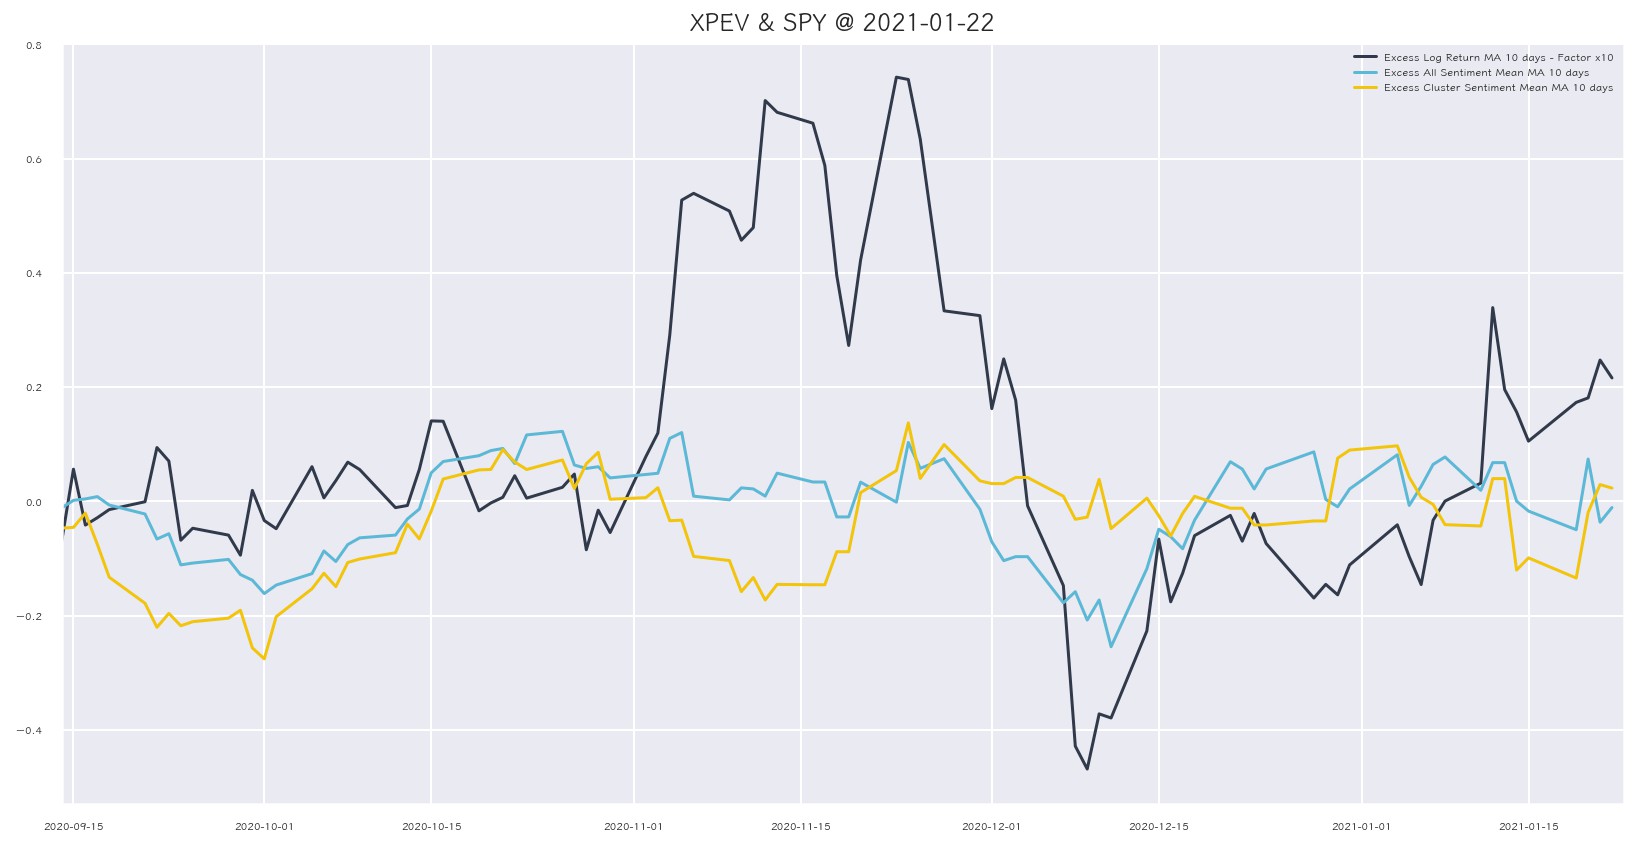 XPEV & SPY @ 2021-01-22
Excess Log Return MA 10 days - Factor x10
Excess All Sentiment Mean MA 10 days
Excess Cluster Sentiment Mean MA 10 days
0.8
0.6
0.4
0.2
0.0
−0.2
−0.4
2020-09-15 2020-10-01 2020-10-15 2020-11-01 2020-11-15 2020-12-01 2020-12-15 2021-01-01 2021-01-15